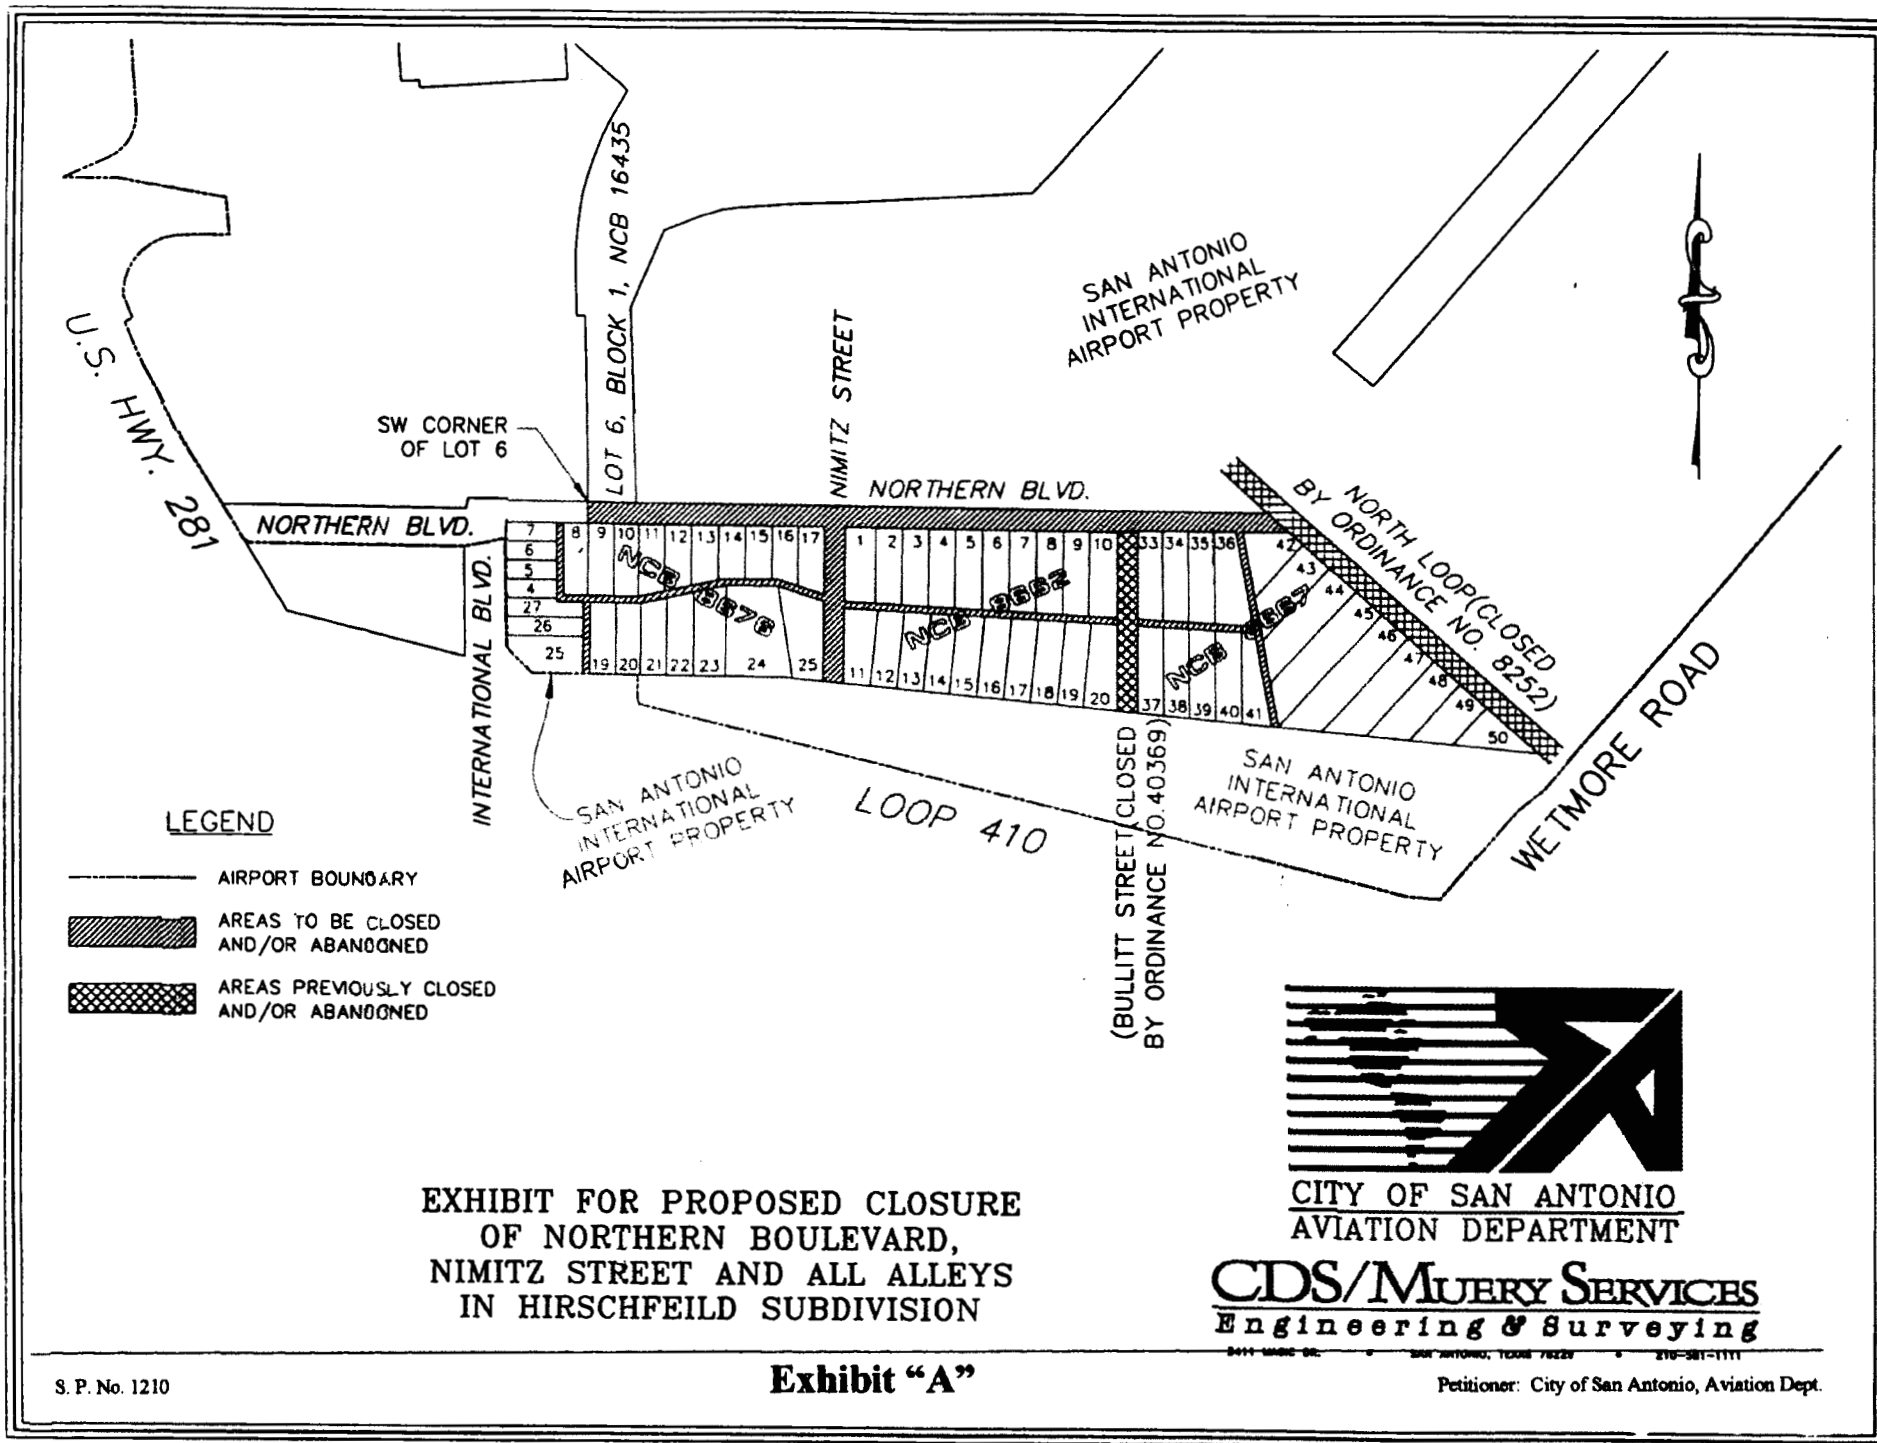 LOT 6, BLOCK 1, NCB 16435
SAN ANTONIO
INTERNATIONAL
AIRPORT PROPERTY
U.S. HWY. 281
NIMITZ STREET
SW CORNER
OF LOT 6
NORTHERN BLVD.
NORTHERN BLVD.
NORTH LOOP(CLOSED
BY ORDINANCE NO. 8252)
7
6
5
4
27
26
25
8 9 10 11 12 13 14 15 16 17
1 2 3 4 5 6 7 8 9 10
33 34 35 36
42
43
44
45
46
47
48
49
50
NCB
NCB 8662
NCB
19 20 21 22 23 24 25
11 12 13 14 15 16 17 18 19 20
37 38 39 40 41
INTERNATIONAL BLVD.
WETMORE ROAD
SAN ANTONIO
INTERNATIONAL
AIRPORT PROPERTY
LOOP 410
SAN ANTONIO
INTERNATIONAL
AIRPORT PROPERTY
(BULLITT STREET CLOSED
BY ORDINANCE NO.40369)
LEGEND
AIRPORT BOUNDARY
AREAS TO BE CLOSED
AND/OR ABANDONED
AREAS PREVIOUSLY CLOSED
AND/OR ABANDONED
EXHIBIT FOR PROPOSED CLOSURE
OF NORTHERN BOULEVARD,
NIMITZ STREET AND ALL ALLEYS
IN HIRSCHFEILD SUBDIVISION
CITY OF SAN ANTONIO
AVIATION DEPARTMENT
CDS/MUERY SERVICES
Engineering & Surveying
S. P. No. 1210
Exhibit “A”
Petitioner: City of San Antonio, Aviation Dept.